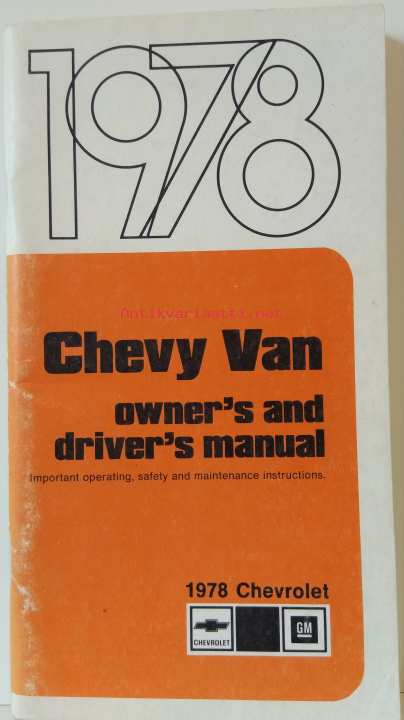 1978
Antikvariaatti.net
Chevy Van
owner's and
driver's manual
Important operating, safety and maintenance instructions.
1978 Chevrolet
CHEVROLET
GM